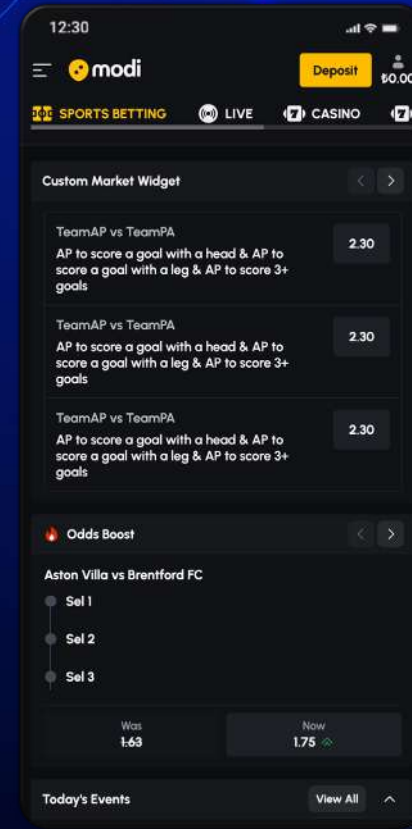 12:30
modi
Deposit
₺0.00
SPORTS BETTING LIVE 7 CASINO 7
Custom Market Widget
TeamAP vs TeamPA
AP to score a goal with a head & AP to
score a goal with a leg & AP to score 3+
goals
2.30
TeamAP vs TeamPA
AP to score a goal with a head & AP to
score a goal with a leg & AP to score 3+
goals
2.30
TeamAP vs TeamPA
AP to score a goal with a head & AP to
score a goal with a leg & AP to score 3+
goals
2.30
Odds Boost
Aston Villa vs Brentford FC
Sel 1
Sel 2
Sel 3
Was
1.63
Now
1.75
Today's Events
View All